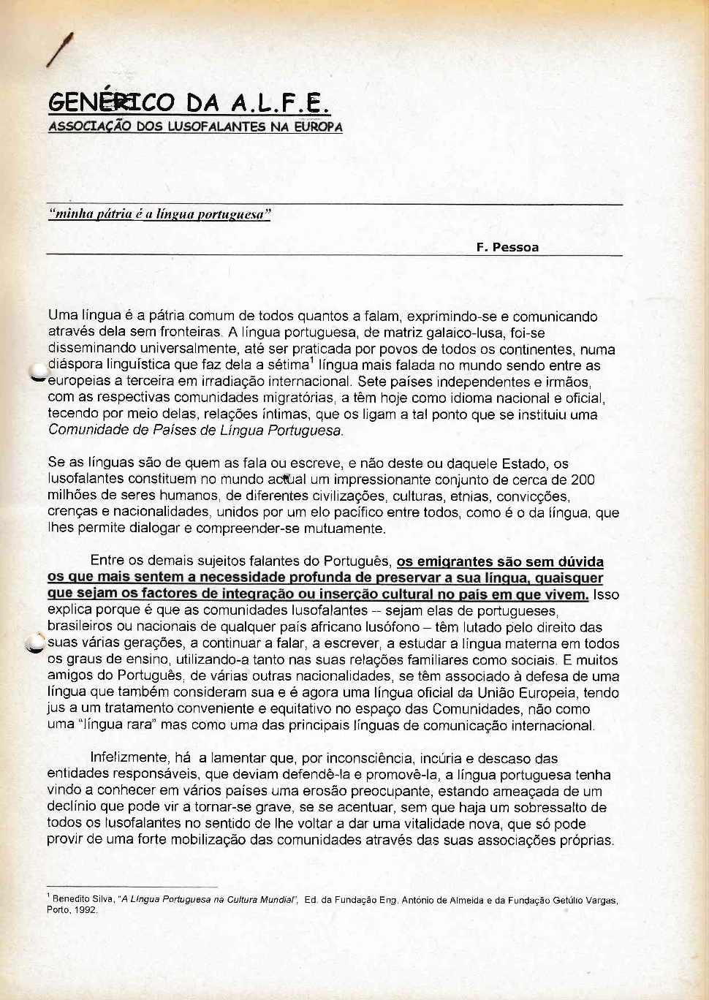 GENÉRICO DA A.L.F.E.
ASSOCIAÇÃO DOS LUSOFALANTES NA EUROPA
“minha pátria é a língua portuguesa”
F. Pessoa
Uma língua é a pátria comum de todos quantos a falam, exprimindo-se e comunicando
através dela sem fronteiras. A língua portuguesa, de matriz galaico-lusa, foi-se
disseminando universalmente, até ser praticada por povos de todos os continentes, numa
diáspora linguística que faz dela a sétima¹ língua mais falada no mundo sendo entre as
europeias a terceira em irradiação internacional. Sete países independentes e irmãos,
com as respectivas comunidades migratórias, a têm hoje como idioma nacional e oficial,
tecendo por meio delas, relações íntimas, que os ligam a tal ponto que se instituiu uma
Comunidade de Países de Língua Portuguesa.
Se as línguas são de quem as fala ou escreve, e não deste ou daquele Estado, os
lusofalantes constituem no mundo actual um impressionante conjunto de cerca de 200
milhões de seres humanos, de diferentes civilizações, culturas, etnias, convicções,
crenças e nacionalidades, unidos por um elo pacífico entre todos, como é o da língua, que
lhes permite dialogar e compreender-se mutuamente.
Entre os demais sujeitos falantes do Português, os emigrantes são sem dúvida
os que mais sentem a necessidade profunda de preservar a sua língua, quaisquer
que sejam os factores de integração ou inserção cultural no país em que vivem. Isso
explica porque é que as comunidades lusofalantes – sejam elas de portugueses,
brasileiros ou nacionais de qualquer país africano lusófono – têm lutado pelo direito das
suas várias gerações, a continuar a falar, a escrever, a estudar a língua materna em todos
os graus de ensino, utilizando-a tanto nas suas relações familiares como sociais. E muitos
amigos do Português, de várias outras nacionalidades, se têm associado à defesa de uma
língua que também consideram sua e é agora uma língua oficial da União Europeia, tendo
jus a um tratamento conveniente e equitativo no espaço das Comunidades, não como
uma “língua rara” mas como uma das principais línguas de comunicação internacional.
Infelizmente, há a lamentar que, por inconsciência, incúria e descaso das
entidades responsáveis, que deviam defendê-la e promovê-la, a língua portuguesa tenha
vindo a conhecer em vários países uma erosão preocupante, estando ameaçada de um
declínio que pode vir a tornar-se grave, se se acentuar, sem que haja um sobressalto de
todos os lusofalantes no sentido de lhe voltar a dar uma vitalidade nova, que só pode
provir de uma forte mobilização das comunidades através das suas associações próprias.
¹ Benedito Silva, “A Língua Portuguesa na Cultura Mundial”, Ed. da Fundação Eng. António de Almeida e da Fundação Getúlio Vargas,
Porto, 1992.